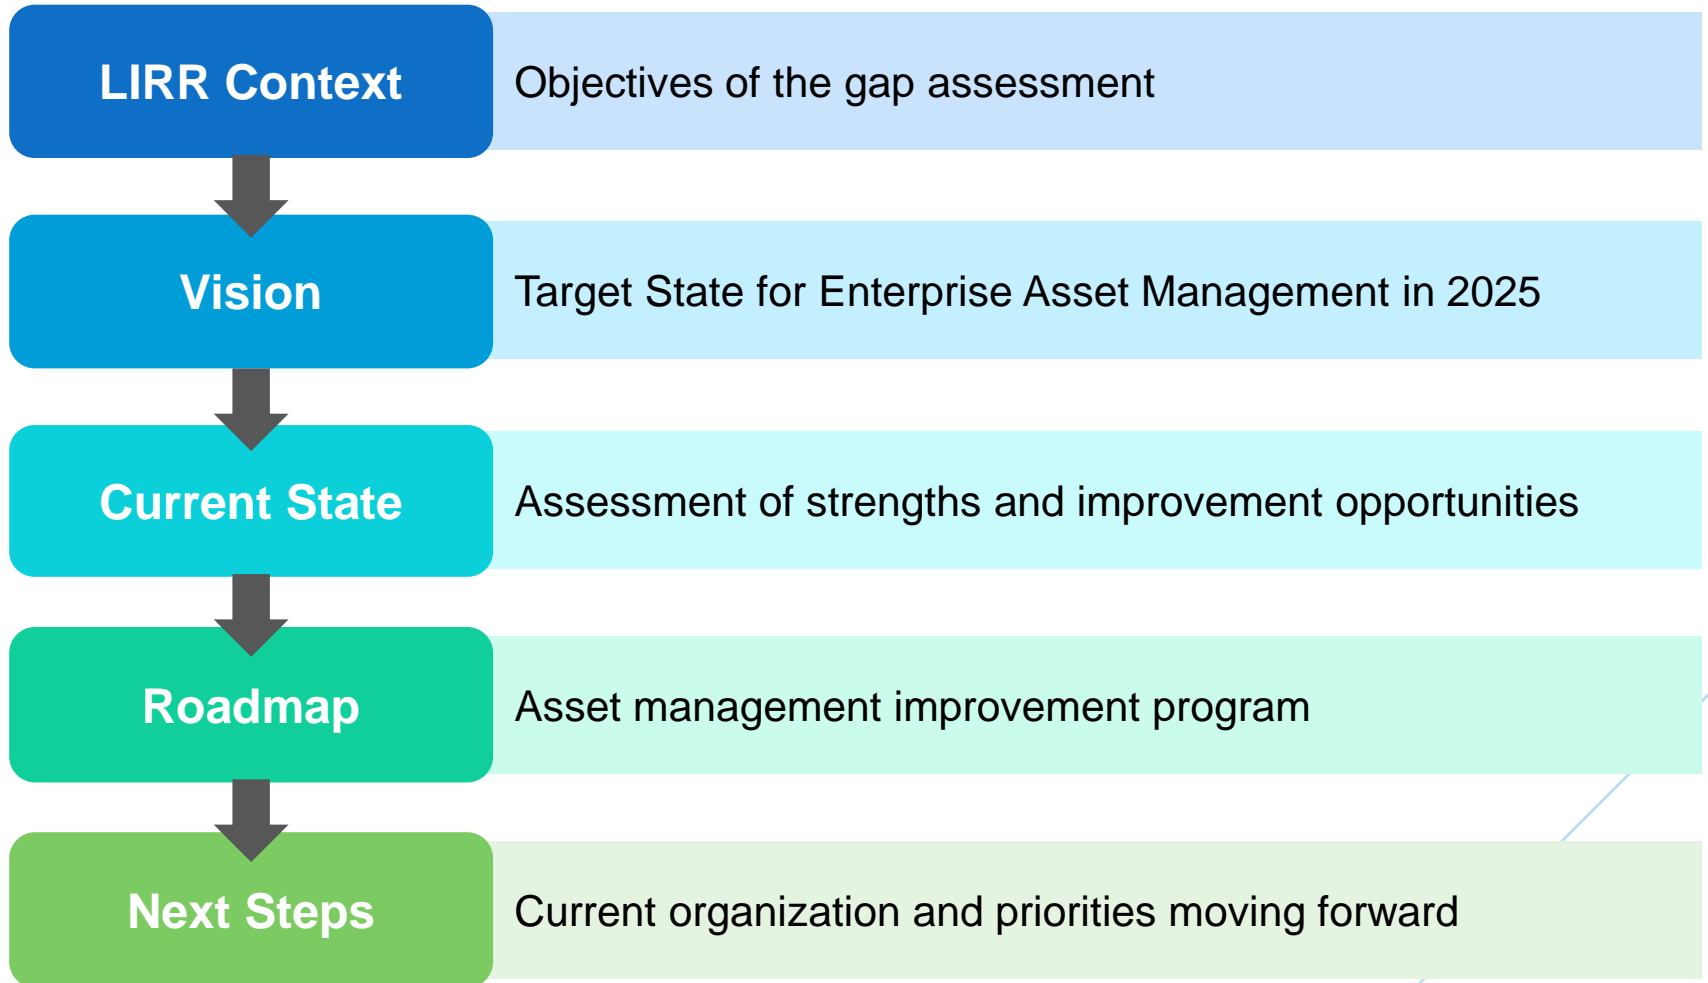 LIRR Context
Objectives of the gap assessment
Vision
Target State for Enterprise Asset Management in 2025
Current State
Assessment of strengths and improvement opportunities
Roadmap
Asset management improvement program
Next Steps
Current organization and priorities moving forward